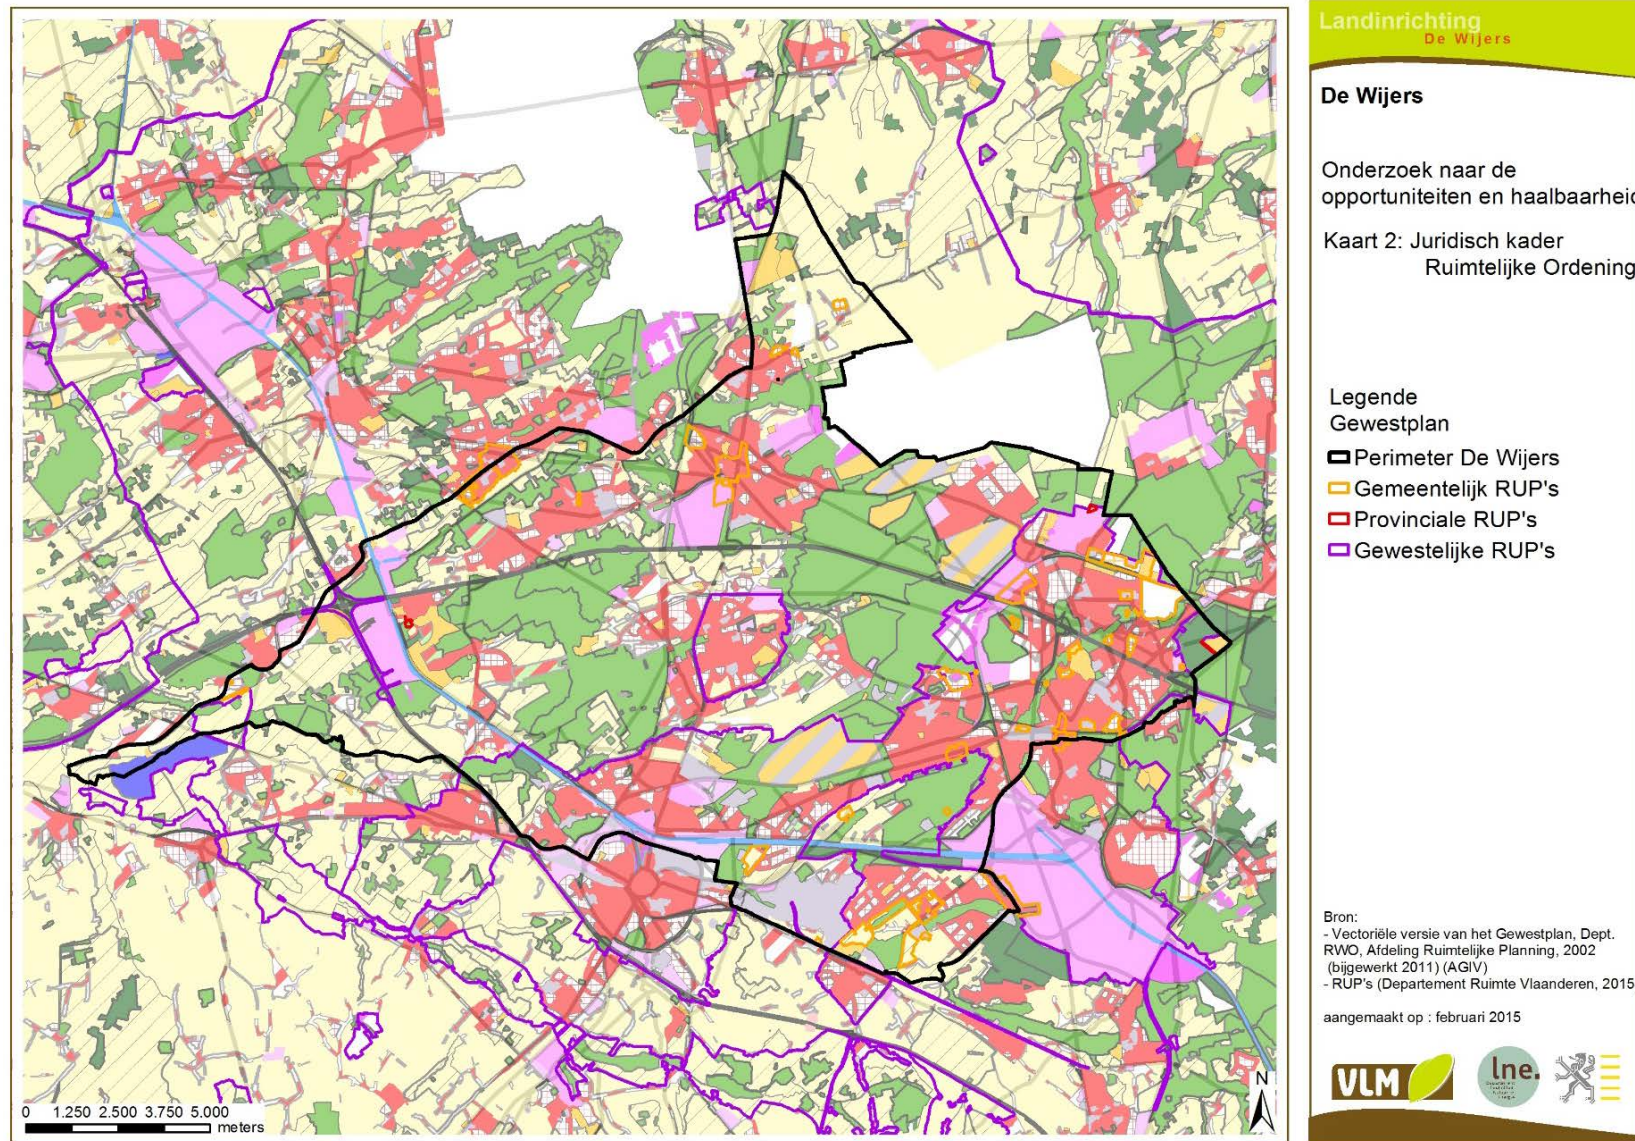 Landinrichting
De Wijers
De Wijers
Onderzoek naar de
opportuniteiten en haalbaarheid
Kaart 2: Juridisch kader
Ruimtelijke Ordening
Legende
Gewestplan
Perimeter De Wijers
Gemeentelijk RUP's
Provinciale RUP's
Gewestelijke RUP's
Bron:
- Vectoriële versie van het Gewestplan, Dept.
RWO, Afdeling Ruimtelijke Planning, 2002
(bijgewerkt 2011) (AGIV)
- RUP's (Departement Ruimte Vlaanderen, 2015
aangemaakt op : februari 2015
VLM
lne.
N
0 1.250 2.500 3.750 5.000
meters